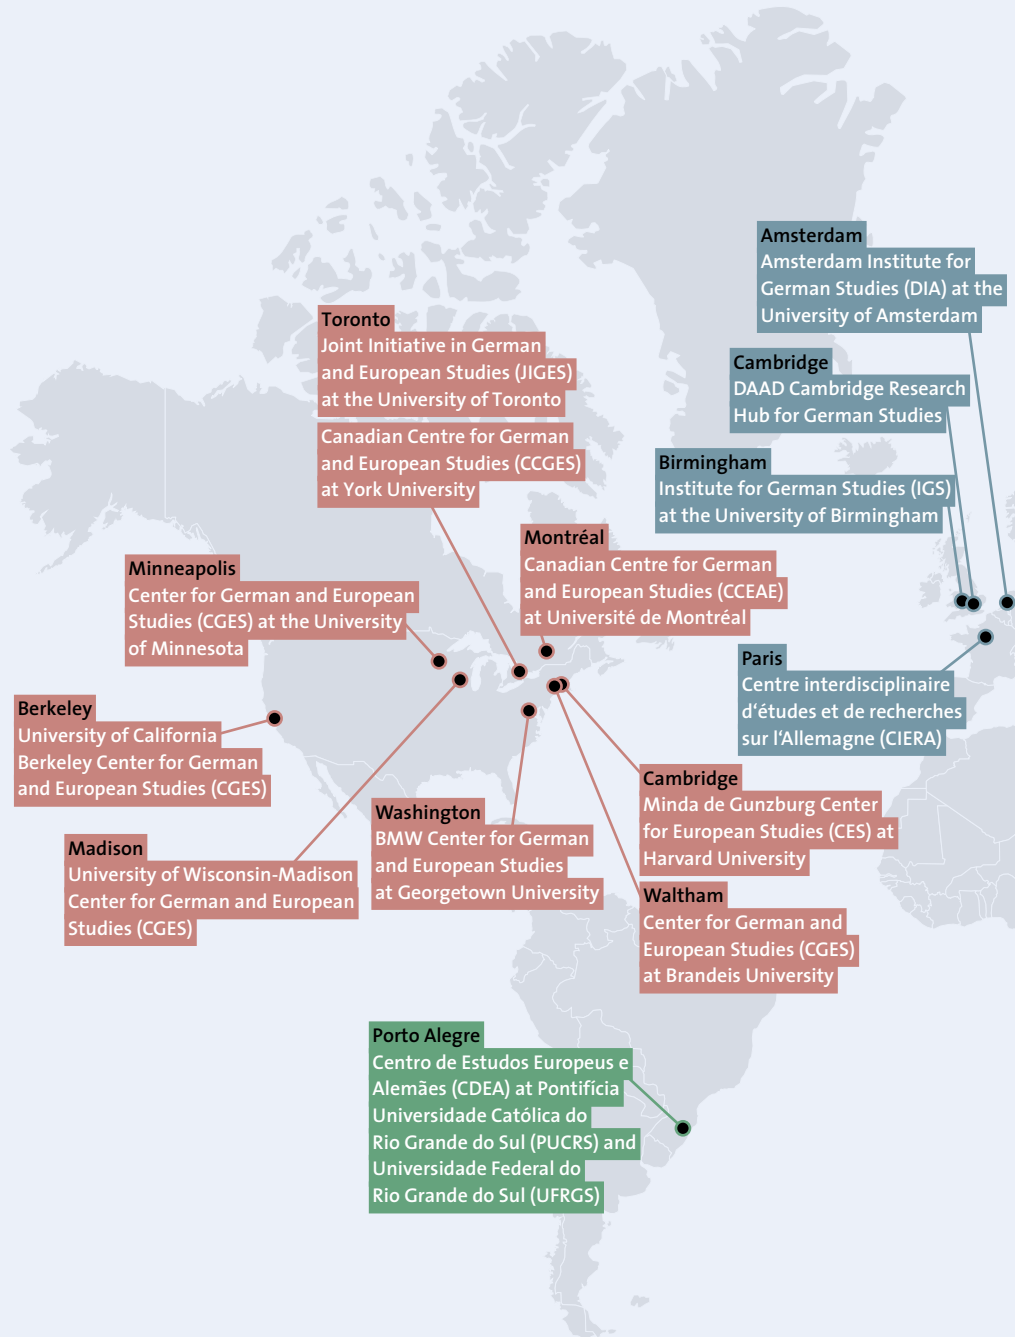 Amsterdam
Amsterdam Institute for
German Studies (DIA) at the
University of Amsterdam
Toronto
Joint Initiative in German
and European Studies (JIGES)
at the University of Toronto
Canadian Centre for German
and European Studies (CCGES)
at York University
Cambridge
DAAD Cambridge Research
Hub for German Studies
Birmingham
Institute for German Studies (IGS)
at the University of Birmingham
Montréal
Canadian Centre for German
and European Studies (CCEAE)
at Université de Montréal
Minneapolis
Center for German and European
Studies (CGES) at the University
of Minnesota
Paris
Centre interdisciplinaire
d‘études et de recherches
sur l‘Allemagne (CIERA)
Berkeley
University of California
Berkeley Center for German
and European Studies (CGES)
Cambridge
Minda de Gunzburg Center
for European Studies (CES) at
Harvard University
Washington
BMW Center for German
and European Studies
at Georgetown University
Madison
University of Wisconsin-Madison
Center for German and European
Studies (CGES)
Waltham
Center for German and
European Studies (CGES)
at Brandeis University
Porto Alegre
Centro de Estudos Europeus e
Alemães (CDEA) at Pontifícia
Universidade Católica do
Rio Grande do Sul (PUCRS) and
Universidade Federal do
Rio Grande do Sul (UFRGS)